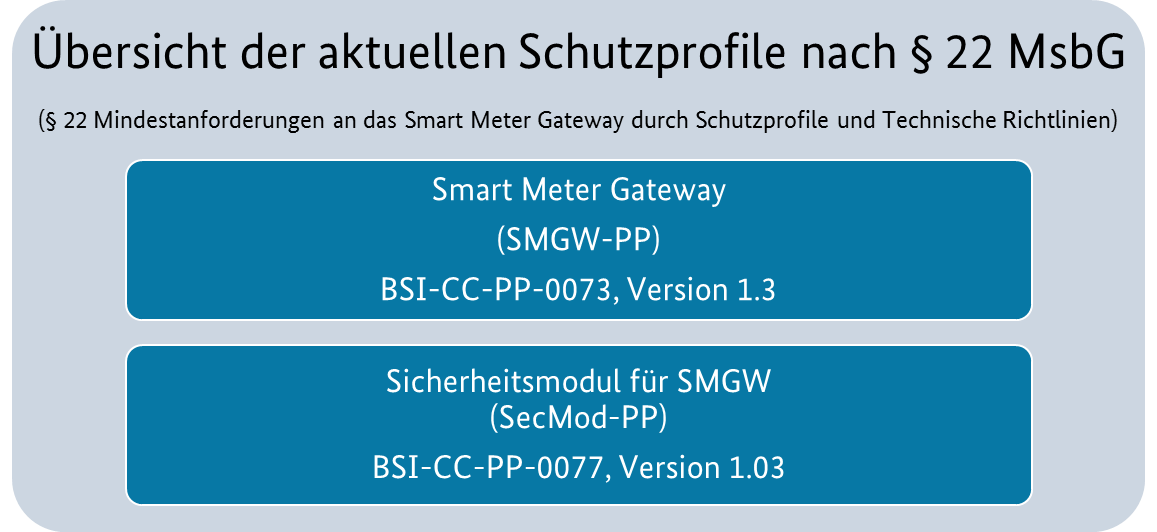 Übersicht der aktuellen Schutzprofile nach § 22 MsbG
(§ 22 Mindestanforderungen an das Smart Meter Gateway durch Schutzprofile und Technische Richtlinien)
Smart Meter Gateway
(SMGW-PP)
BSI-CC-PP-0073, Version 1.3
Sicherheitsmodul für SMGW
(SecMod-PP)
BSI-CC-PP-0077, Version 1.03